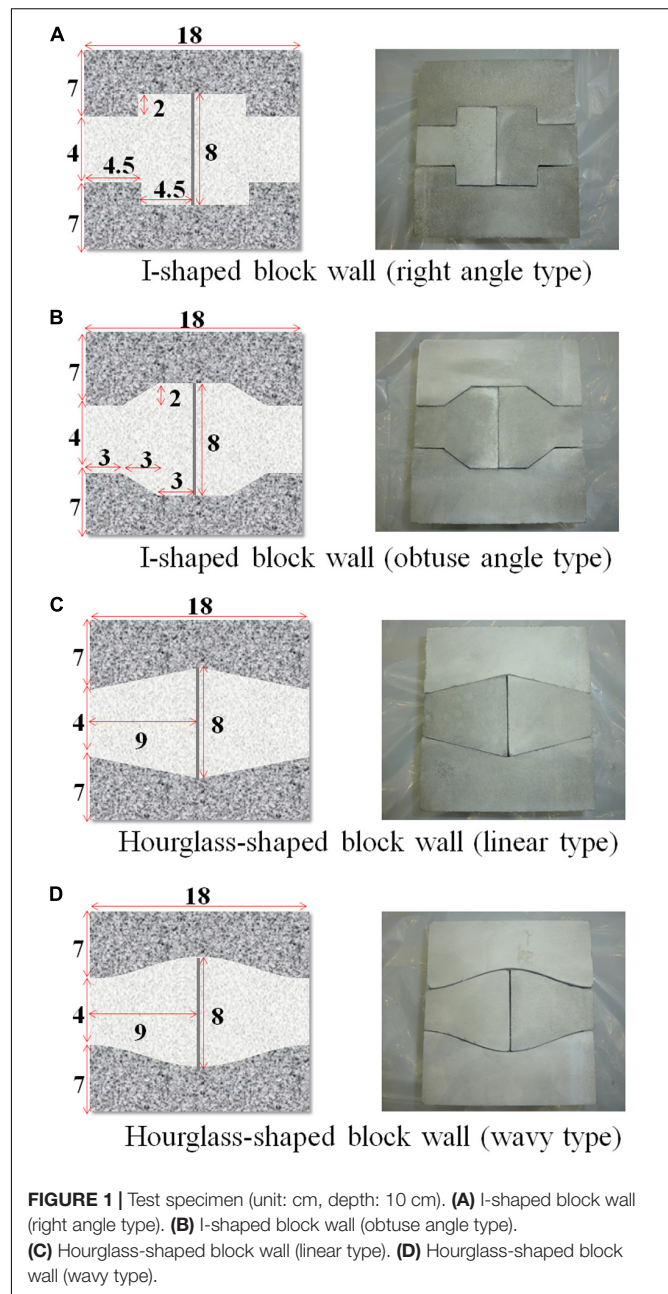 A
18
7
2
4
8
4.5
4.5
7
I-shaped block wall (right angle type)
B
18
7
2
4
8
3
3
3
7
I-shaped block wall (obtuse angle type)
C
18
7
4
8
9
7
Hourglass-shaped block wall (linear type)
D
18
7
4
8
9
7
Hourglass-shaped block wall (wavy type)
FIGURE 1 | Test specimen (unit: cm, depth: 10 cm). (A) I-shaped block wall
(right angle type). (B) I-shaped block wall (obtuse angle type).
(C) Hourglass-shaped block wall (linear type). (D) Hourglass-shaped block
wall (wavy type).